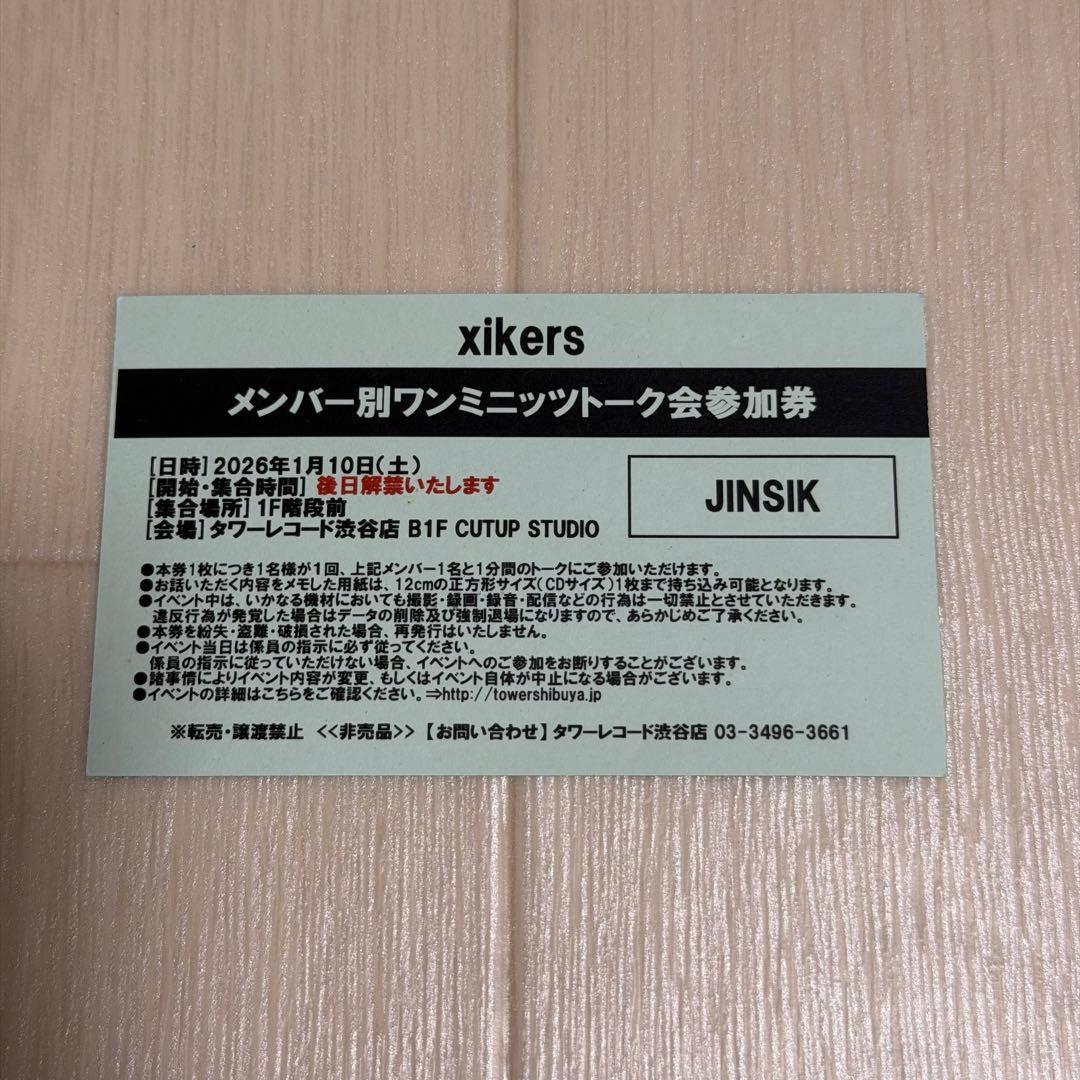 xikers
メンバー別ワンミニッツトーク会参加券
[日時] 2026年1月10日(土)
[開始・集合時間] 後日解禁いたします
[集合場所] 1F階段前
[会場] タワーレコード渋谷店 B1F CUTUP STUDIO
JINSIK
●本券1枚につき1名様が1回、上記メンバー1名と1分間のトークにご参加いただけます。
●お話いただく内容をメモした用紙は、12cmの正方形サイズ(CDサイズ)1枚まで持ち込み可能となります。
●イベント中は、いかなる機材においても撮影・録画・録音・配信などの行為は一切禁止とさせていただきます。
違反行為が発覚した場合はデータの削除及び強制退場になりますので、あらかじめご了承ください。
●本券を紛失・盗難・破損された場合、再発行はいたしません。
●イベント当日は係員の指示に必ず従ってください。
係員の指示に従っていただけない場合、イベントへのご参加をお断りすることがございます。
●諸事情によりイベント内容が変更、もしくはイベント自体が中止になる場合がございます。
●イベントの詳細はこちらをご確認ください。⇒http://towershibuya.jp
※転売・譲渡禁止 <<非売品>> 【お問い合わせ】タワーレコード渋谷店 03-3496-3661